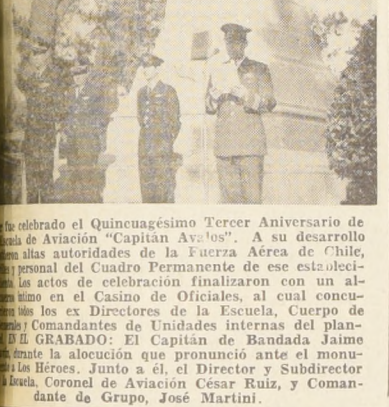 fue celebrado el Quincuagésimo Tercer Aniversario de
Escuela de Aviación "Capitán Avalos". A su desarrollo
altas autoridades de la Fuerza Aérea de Chile,
y personal del Cuadro Permanente de ese estableci-
Los actos de celebración finalizaron con un al-
íntimo en el Casino de Oficiales, al cual concu-
todos los ex Directores de la Escuela, Cuerpo de
y Comandantes de Unidades internas del plan-
EN EL GRABADO: El Capitán de Bandada Jaime
durante la alocución que pronunció ante el monu-
a Los Héroes. Junto a él, el Director y Subdirector
la Escuela, Coronel de Aviación César Ruiz, y Coman-
dante de Grupo, José Martini.